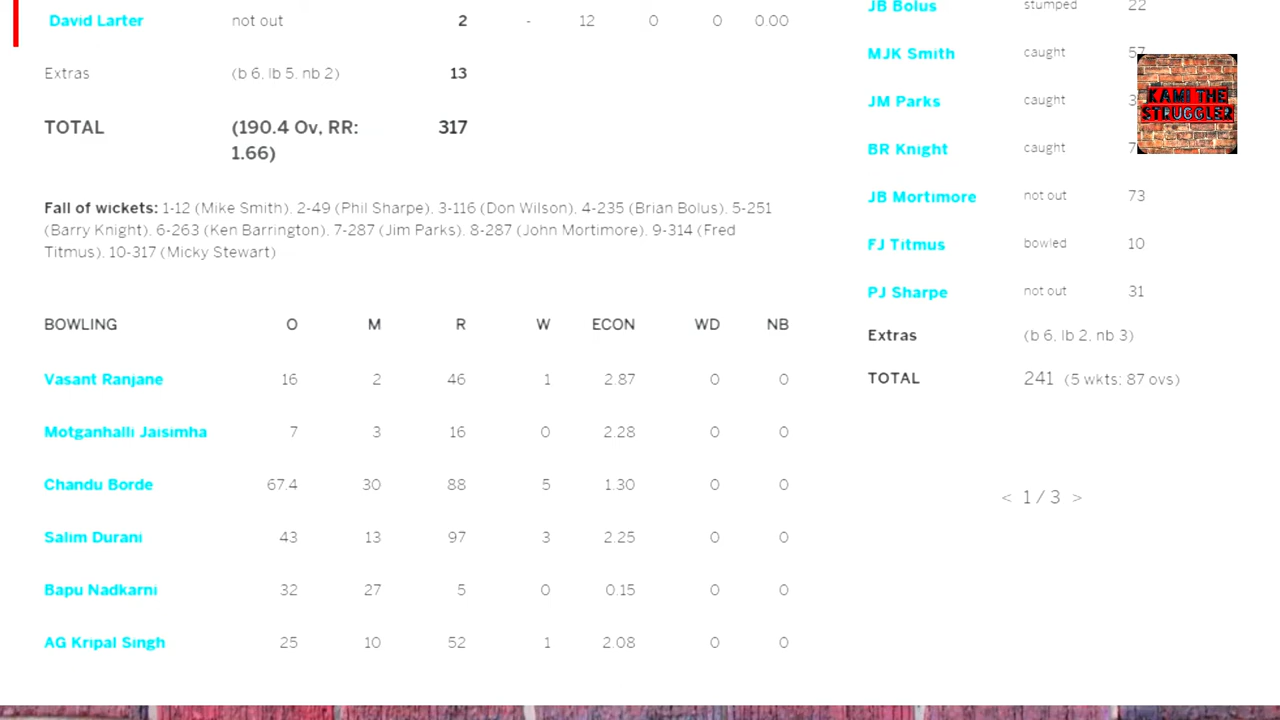 David Larter not out 2 - 12 0 0 0.00
Extras (b 6, lb 5, nb 2) 13
TOTAL (190.4 Ov, RR: 317
1.66)
Fall of wickets: 1-12 (Mike Smith), 2-49 (Phil Sharpe), 3-116 (Don Wilson), 4-235 (Brian Bolus), 5-251
(Barry Knight), 6-263 (Ken Barrington), 7-287 (Jim Parks), 8-287 (John Mortimore), 9-314 (Fred
Titmus), 10-317 (Micky Stewart)
BOWLING O M R W ECON WD NB
Vasant Ranjane 16 2 46 1 2.87 0 0
Motganhalli Jaisimha 7 3 16 0 2.28 0 0
Chandu Borde 67.4 30 88 5 1.30 0 0
Salim Durani 43 13 97 3 2.25 0 0
Bapu Nadkarni 32 27 5 0 0.15 0 0
AG Kripal Singh 25 10 52 1 2.08 0 0
JB Bolus stumped 22
MJK Smith caught 57
JM Parks caught
BR Knight caught
JB Mortimore not out 73
FJ Titmus bowled 10
PJ Sharpe not out 31
Extras (b 6, lb 2, nb 3)
TOTAL 241 (5 wkts; 87 ovs)
< 1 / 3 >
KAMI THE
STRUGGLER